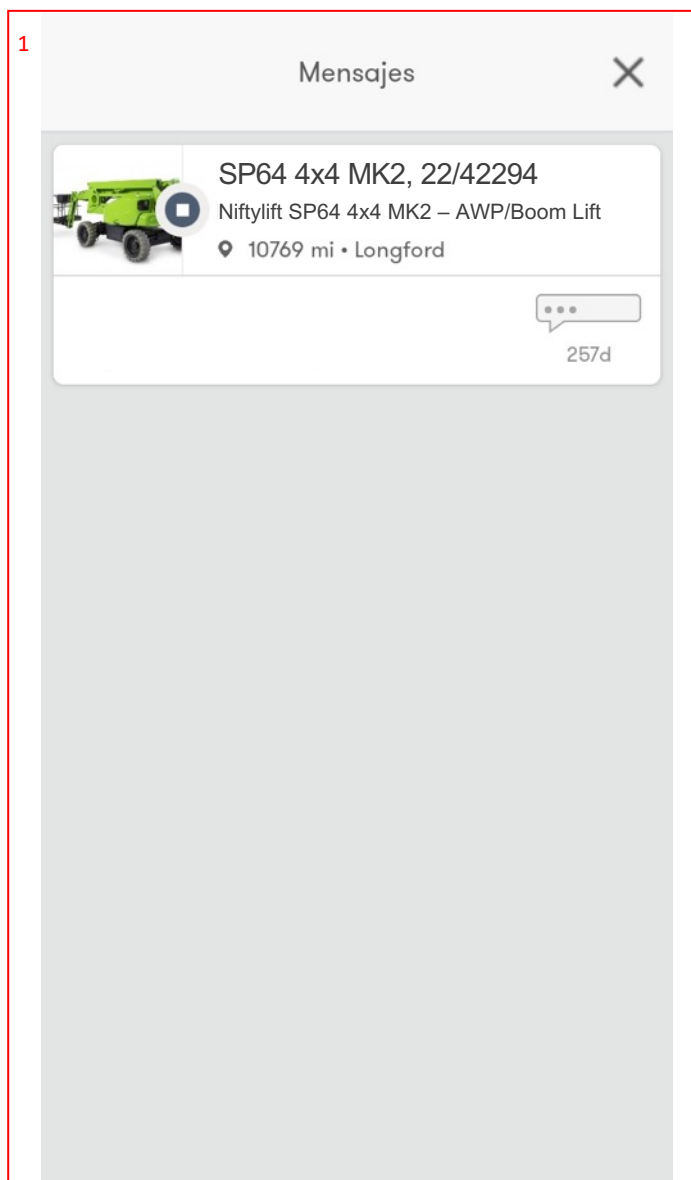 1
Mensajes
SP64 4x4 MK2, 22/42294
Niftylift SP64 4x4 MK2 – AWP/Boom Lift
10769 mi • Longford
257d